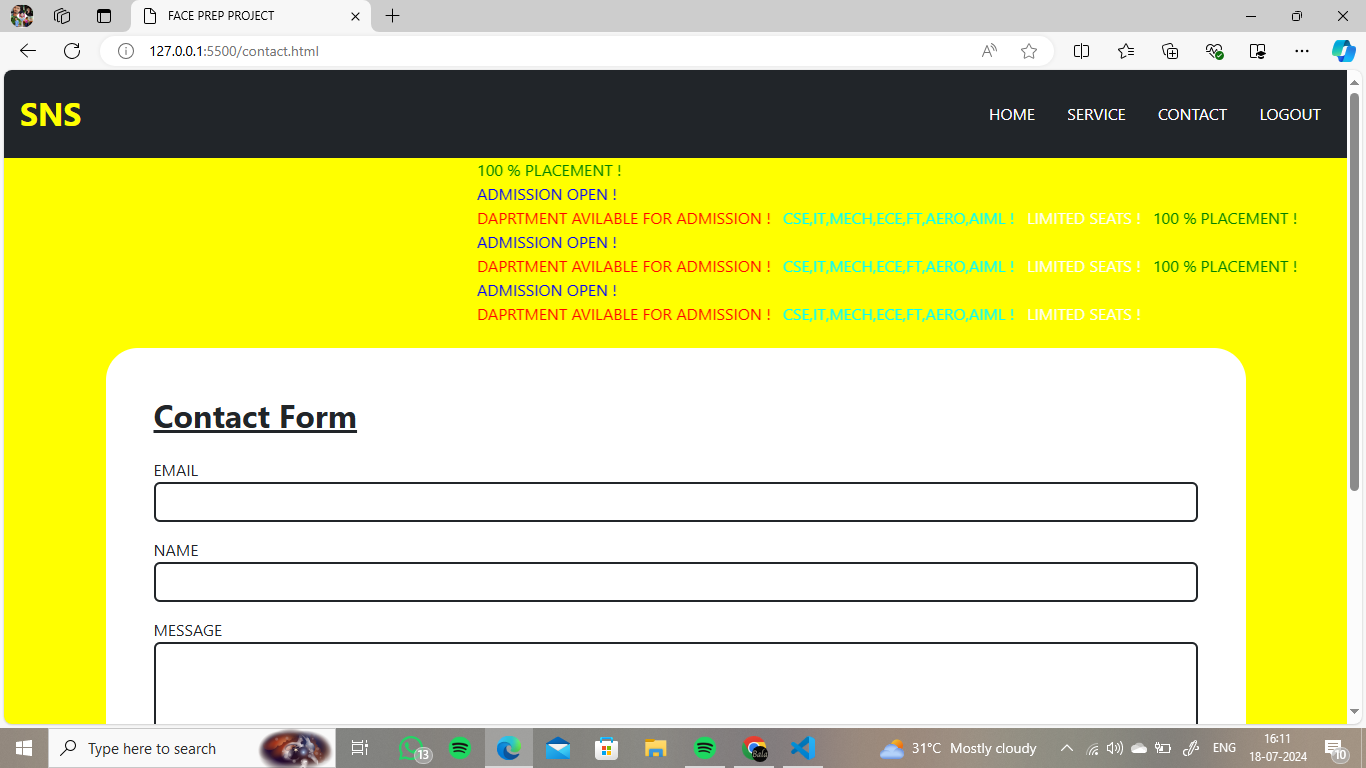 FACE PREP PROJECT
127.0.0.1:5500/contact.html
SNS
HOME SERVICE CONTACT LOGOUT
100 % PLACEMENT !
ADMISSION OPEN !
DAPRTMENT AVILABLE FOR ADMISSION ! CSE,IT,MECH,ECE,FT,AERO,AIML ! LIMITED SEATS ! 100 % PLACEMENT !
ADMISSION OPEN !
DAPRTMENT AVILABLE FOR ADMISSION ! CSE,IT,MECH,ECE,FT,AERO,AIML ! LIMITED SEATS ! 100 % PLACEMENT !
ADMISSION OPEN !
DAPRTMENT AVILABLE FOR ADMISSION ! CSE,IT,MECH,ECE,FT,AERO,AIML ! LIMITED SEATS !
Contact Form
EMAIL
NAME
MESSAGE
Type here to search 13 Bala 31°C Mostly cloudy ENG 16:11
18-07-2024 10